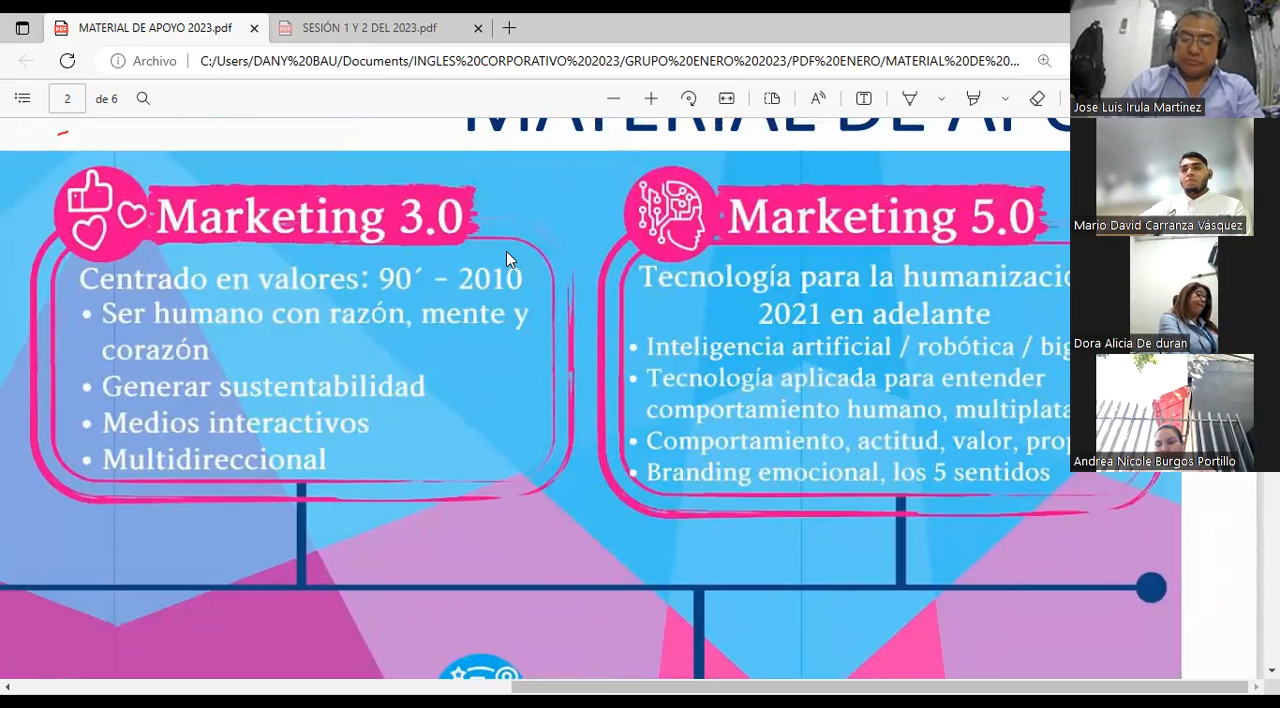 MATERIAL DE APOYO 2023.pdf
SESIÓN 1 Y 2 DEL 2023.pdf
Archivo
C:/Users/DANY%20BAU/Documents/INGLES%20CORPORATIVO%202023/GRUPO%20ENERO%202023/PDF%20ENERO/MATERIAL%20DE%20...
2 de 6
MATERIAL DE APO
Marketing 3.0
Centrado en valores: 90´ - 2010
• Ser humano con razón, mente y
corazón
• Generar sustentabilidad
• Medios interactivos
• Multidireccional
Marketing 5.0
Tecnología para la humanizació
2021 en adelante
• Inteligencia artificial / robótica / big
• Tecnología aplicada para entender
comportamiento humano, multiplata
• Comportamiento, actitud, valor, prop
• Branding emocional, los 5 sentidos
Jose Luis Irula Martinez
Mario David Carranza Vásquez
Dora Alicia De duran
Andrea Nicole Burgos Portillo